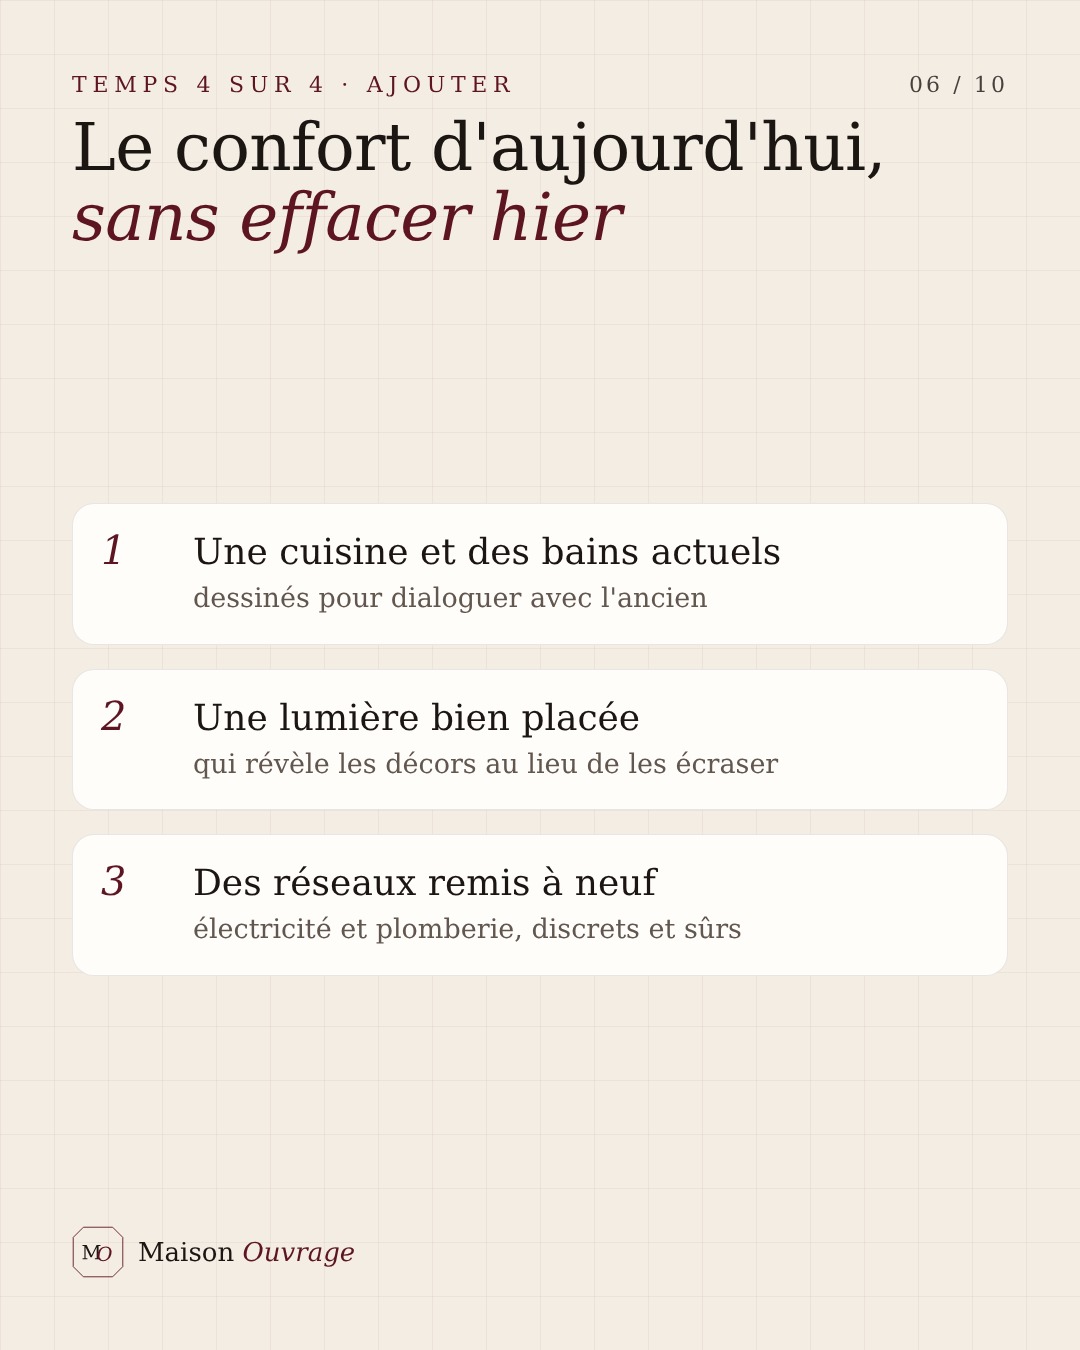 TEMPS 4 SUR 4 · AJOUTER
06 / 10
Le confort d'aujourd'hui,
sans effacer hier
1
Une cuisine et des bains actuels
dessinés pour dialoguer avec l'ancien
2
Une lumière bien placée
qui révèle les décors au lieu de les écraser
3
Des réseaux remis à neuf
électricité et plomberie, discrets et sûrs
MO
Maison Ouvrage